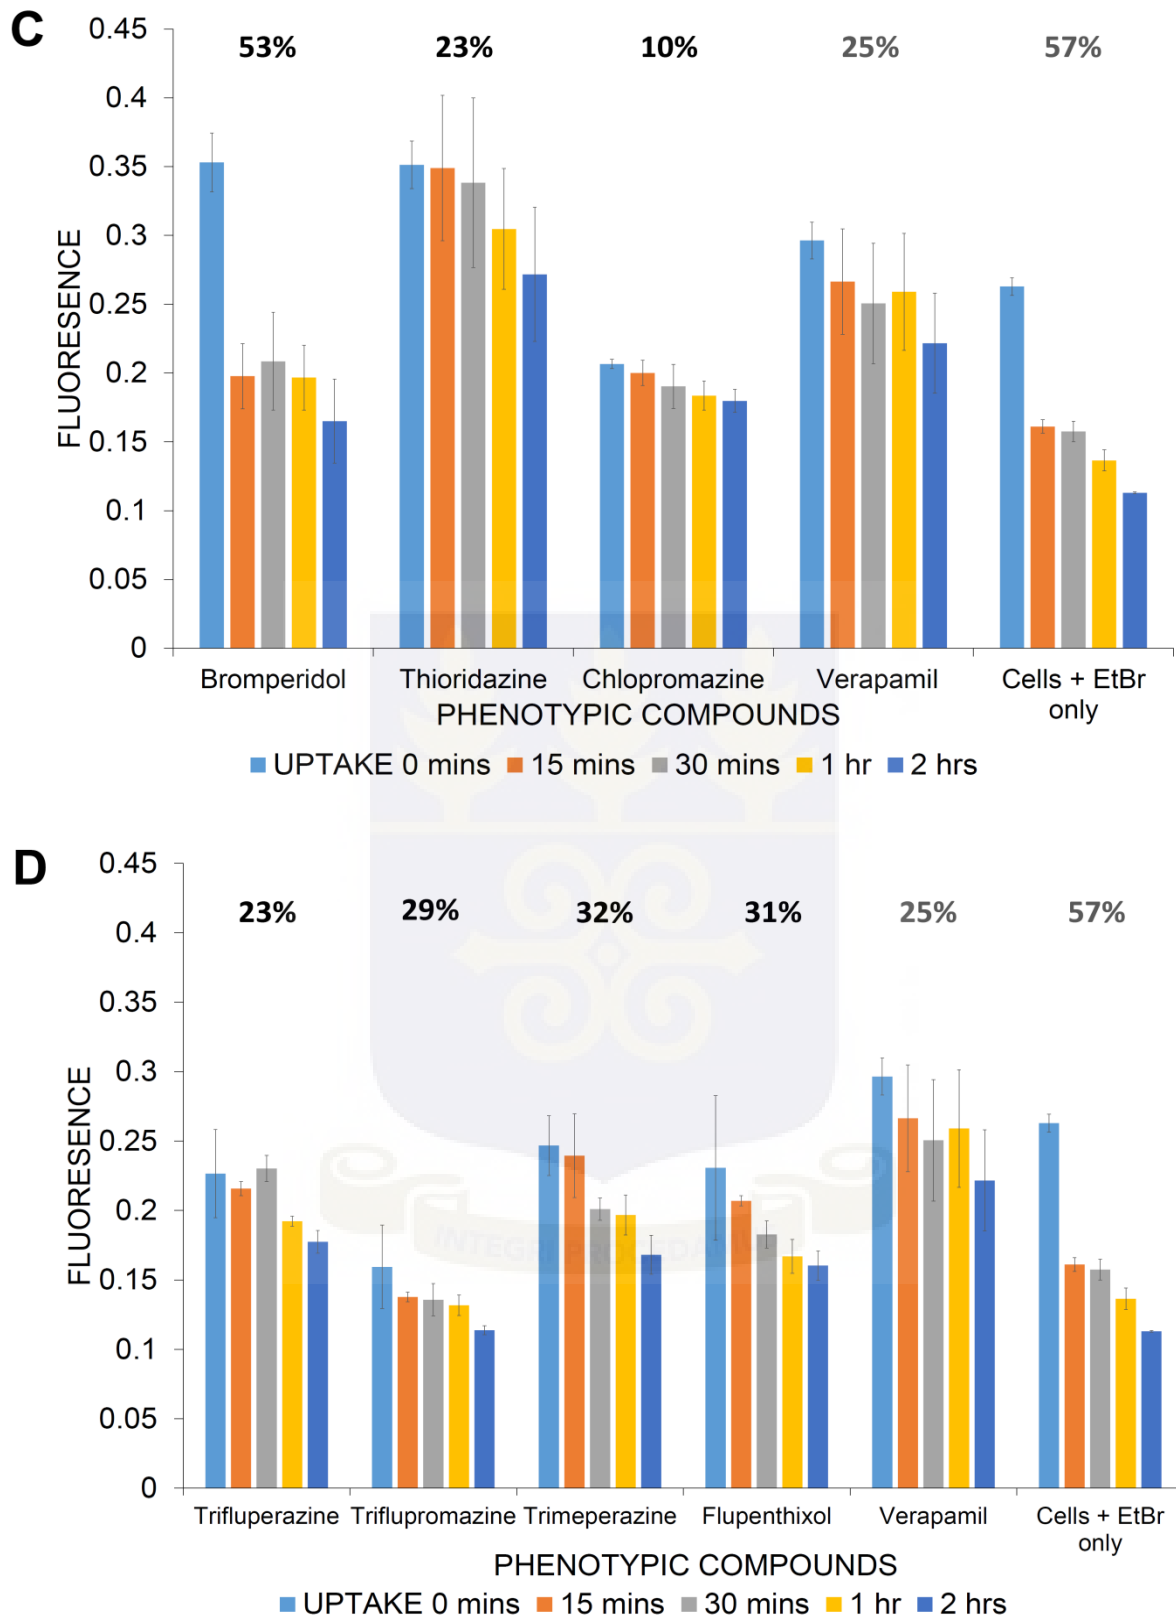 C
0.45
53% 23% 10% 25% 57%
0.4
0.35
0.3
0.25
0.2
0.15
0.1
0.05
0
FLUORESENCE
Bromperidol Thioridazine Chlopromazine Verapamil Cells + EtBr
only
PHENOTYPIC COMPOUNDS
UPTAKE 0 mins 15 mins 30 mins 1 hr 2 hrs
D
0.45
23% 29% 32% 31% 25% 57%
0.4
0.35
0.3
0.25
0.2
0.15
0.1
0.05
0
FLUORESENCE
INTEGRI PROCEDAMUS
Trifluperazine Triflupromazine Trimeperazine Flupenthixol Verapamil Cells + EtBr
only
PHENOTYPIC COMPOUNDS
UPTAKE 0 mins 15 mins 30 mins 1 hr 2 hrs